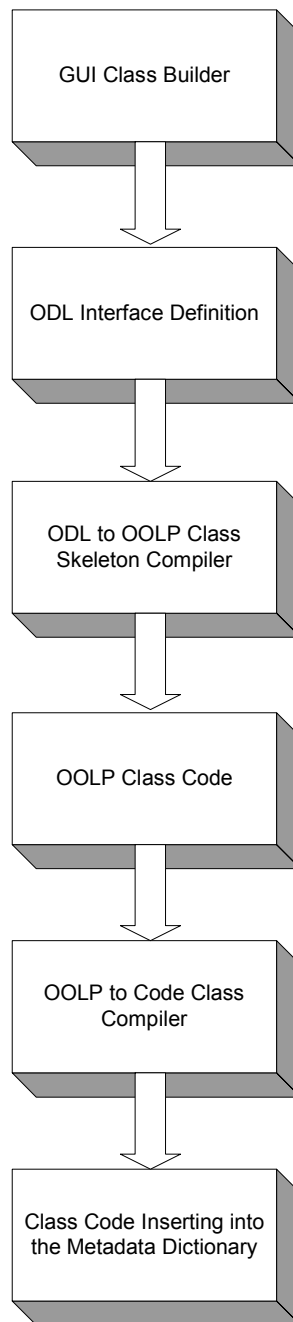 GUI Class Builder
ODL Interface Definition
ODL to OOLP Class
Skeleton Compiler
OOLP Class Code
OOLP to Code Class
Compiler
Class Code Inserting into
the Metadata Dictionary